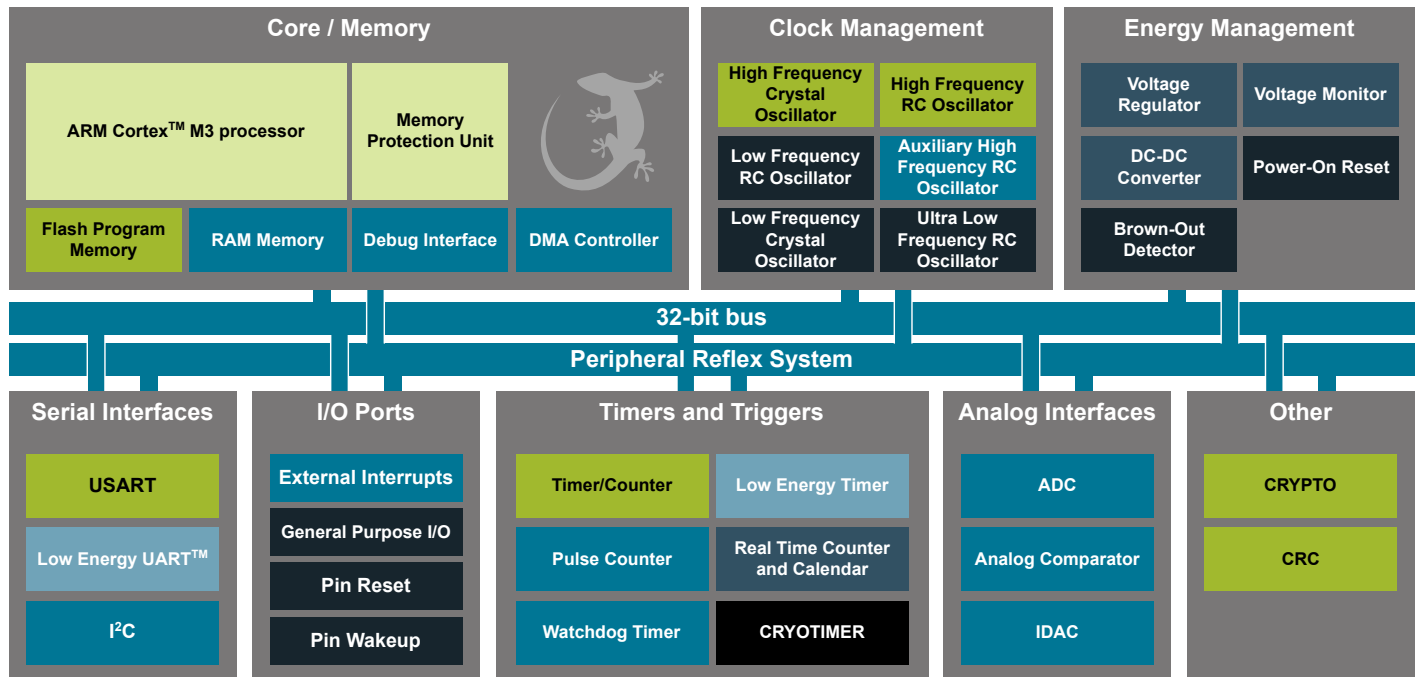 Core / Memory
ARM Cortex™ M3 processor
Memory
Protection Unit
Flash Program
Memory
RAM Memory
Debug Interface
DMA Controller
Clock Management
High Frequency
Crystal
Oscillator
High Frequency
RC Oscillator
Low Frequency
RC Oscillator
Auxiliary High
Frequency RC
Oscillator
Low Frequency
Crystal
Oscillator
Ultra Low
Frequency RC
Oscillator
Energy Management
Voltage
Regulator
Voltage Monitor
DC-DC
Converter
Power-On Reset
Brown-Out
Detector
32-bit bus
Peripheral Reflex System
Serial Interfaces
USART
Low Energy UART™
I²C
I/O Ports
External Interrupts
General Purpose I/O
Pin Reset
Pin Wakeup
Timers and Triggers
Timer/Counter
Low Energy Timer
Pulse Counter
Real Time Counter
and Calendar
Watchdog Timer
CRYOTIMER
Analog Interfaces
ADC
Analog Comparator
IDAC
Other
CRYPTO
CRC